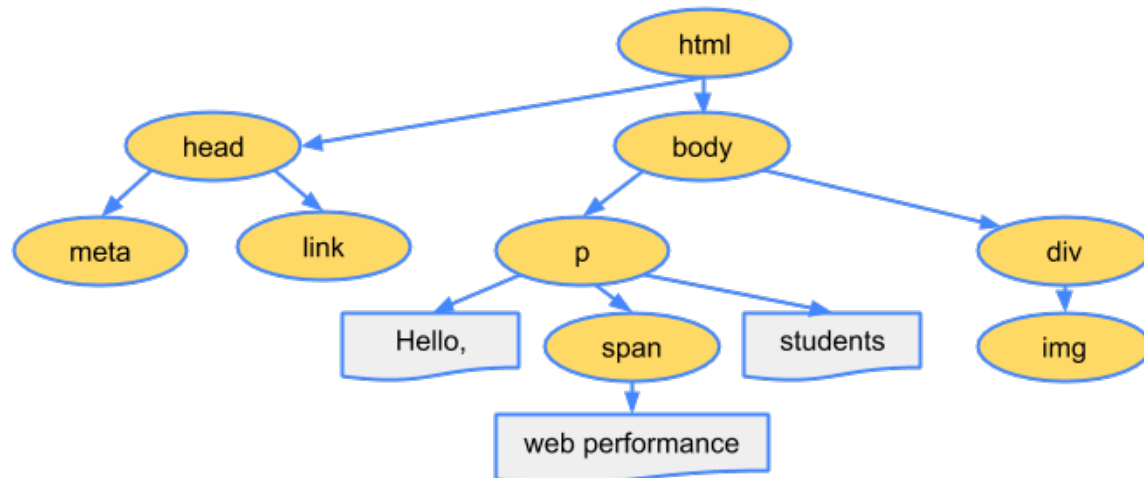 html
head
body
meta
link
p
div
Hello,
span
students
img
web performance